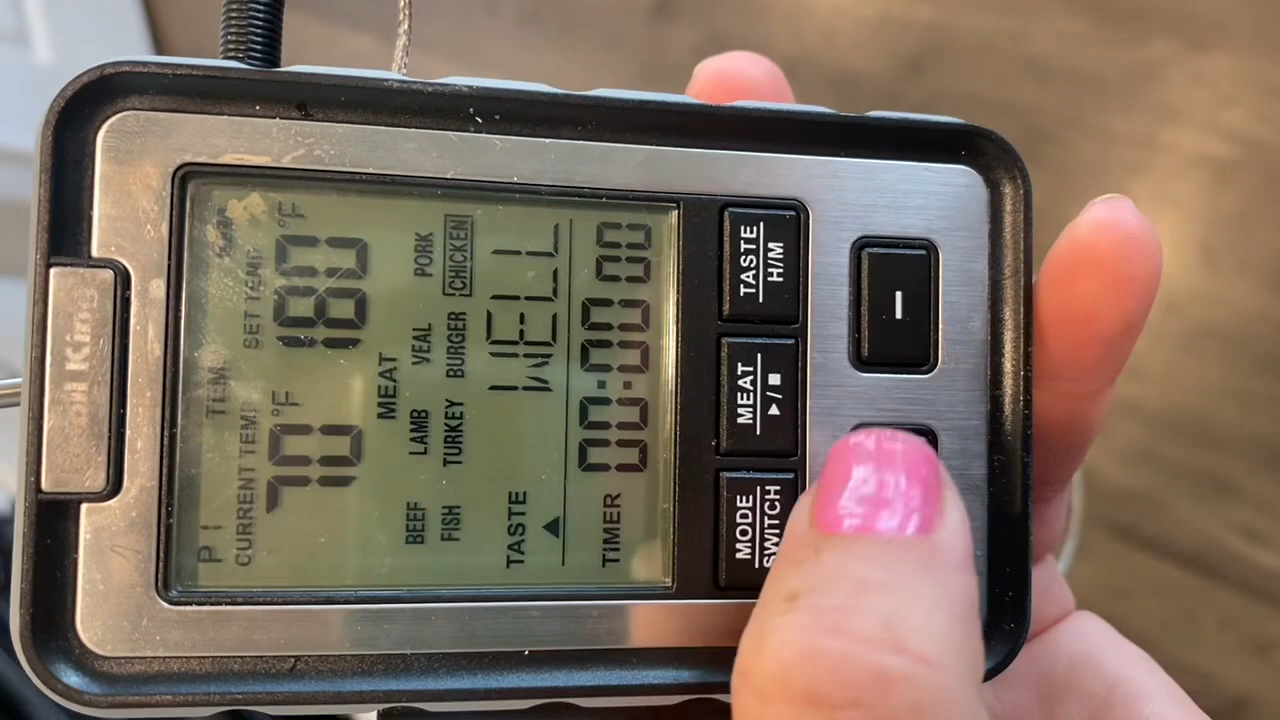 P1 TEMP
CURRENT TEMP SET TEMP
70°F 180°F
MEAT
BEEF LAMB VEAL PORK
FISH TURKEY BURGER CHICKEN
TASTE WELL
TIMER 00:00 00
MODE
SWITCH
MEAT
▶/■
TASTE
H/M
−